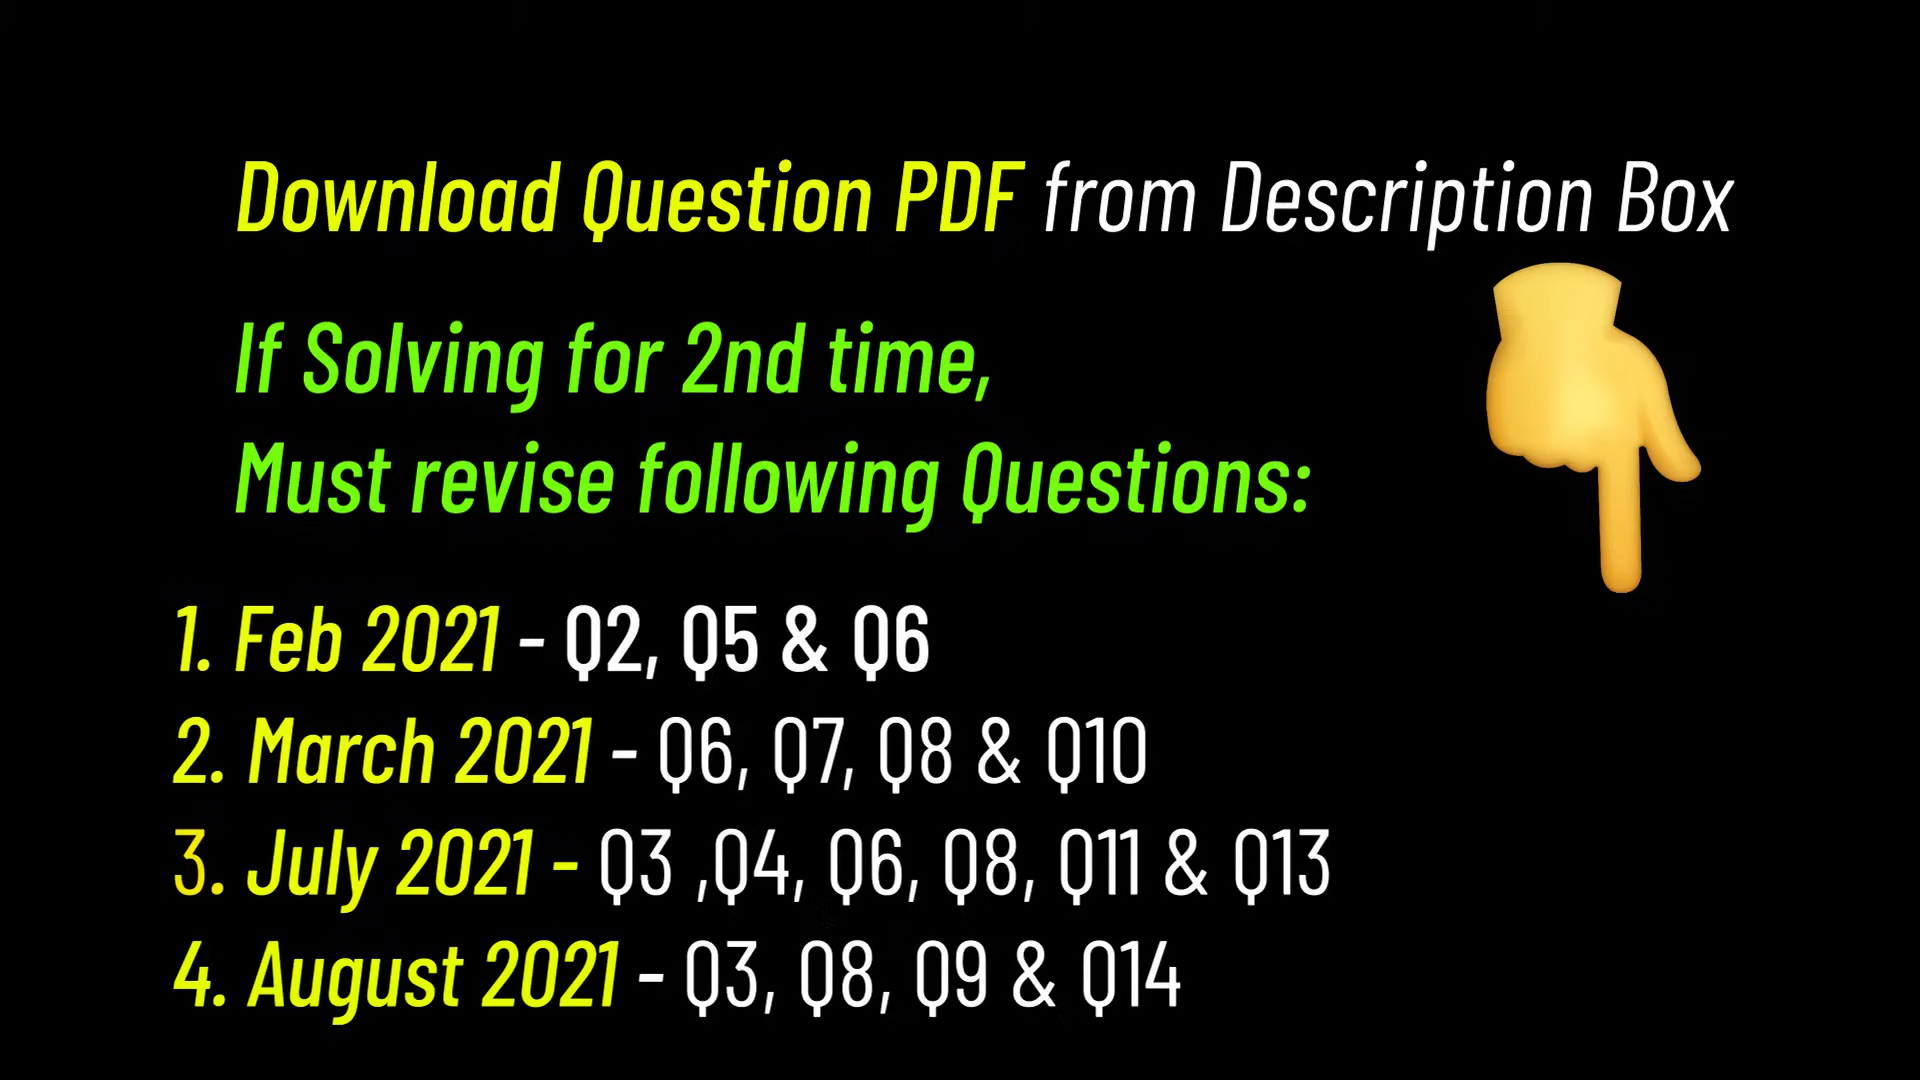 Download Question PDF from Description Box
If Solving for 2nd time,
Must revise following Questions:
1. Feb 2021 - Q2, Q5 & Q6
2. March 2021 - Q6, Q7, Q8 & Q10
3. July 2021 - Q3 ,Q4, Q6, Q8, Q11 & Q13
4. August 2021 - Q3, Q8, Q9 & Q14